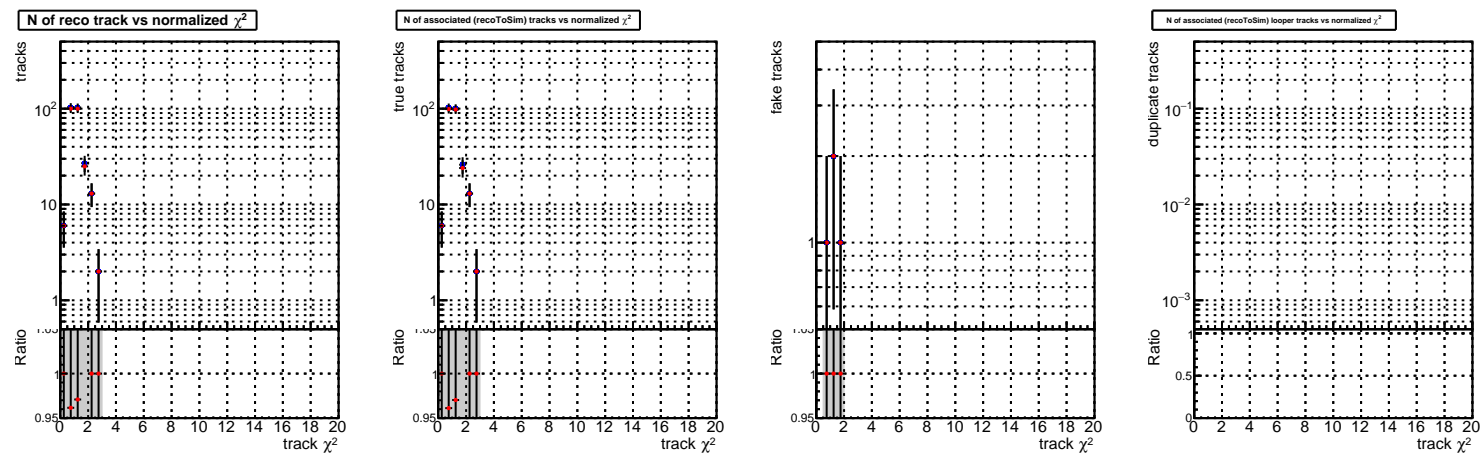 N of reco track vs normalized χ²
tracks
10²
10
1
Ratio
1.05
1
0.95
0 2 4 6 8 10 12 14 16 18 20
track χ²
N of associated (recoToSim) tracks vs normalized χ²
true tracks
10²
10
1
Ratio
1.05
1
0.95
0 2 4 6 8 10 12 14 16 18 20
track χ²
fake tracks
1
Ratio
1.05
1
0.95
0 2 4 6 8 10 12 14 16 18 20
track χ²
N of associated (recoToSim) looper tracks vs normalized χ²
duplicate tracks
10⁻¹
10⁻²
10⁻³
Ratio
1
0.5
0
0 2 4 6 8 10 12 14 16 18 20
track χ²